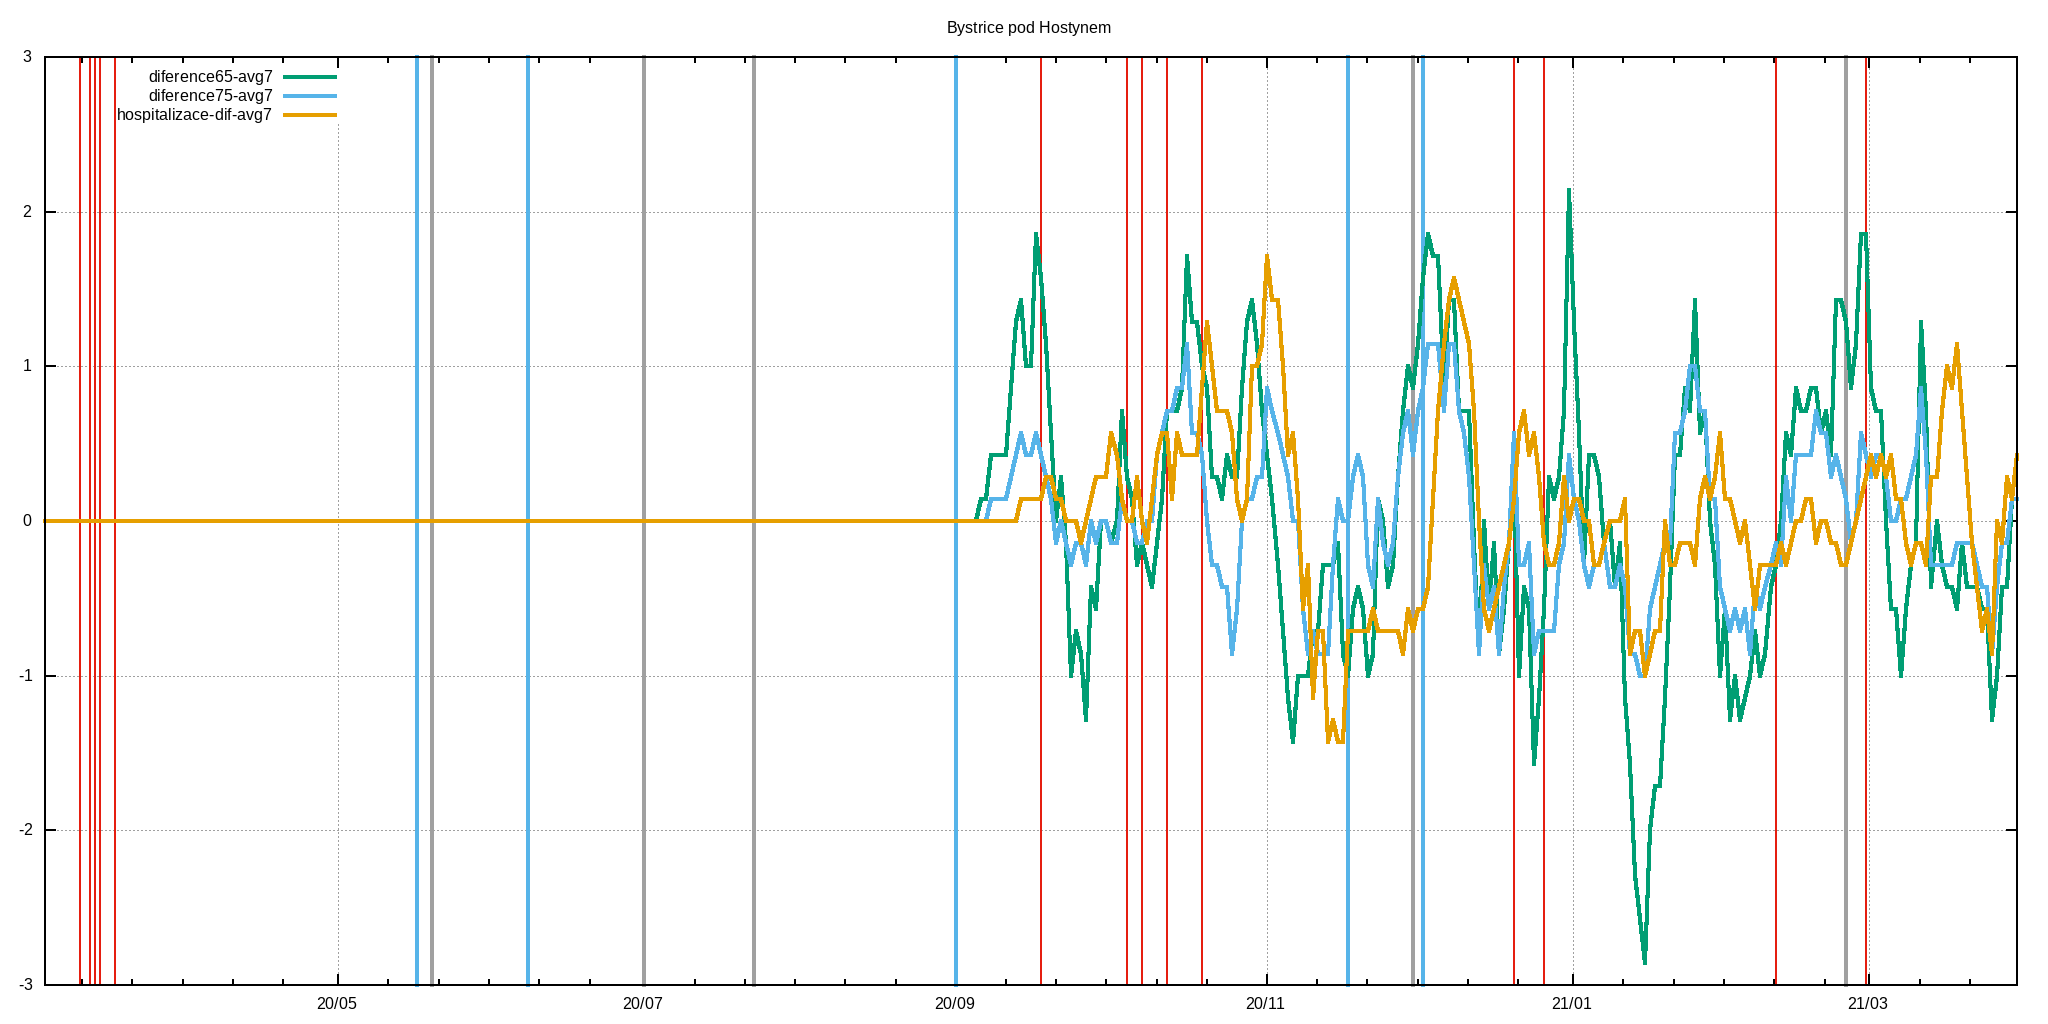 Bystrice pod Hostynem
diference65-avg7
diference75-avg7
hospitalizace-dif-avg7
3
2
1
0
-1
-2
-3
20/05 20/07 20/09 20/11 21/01 21/03